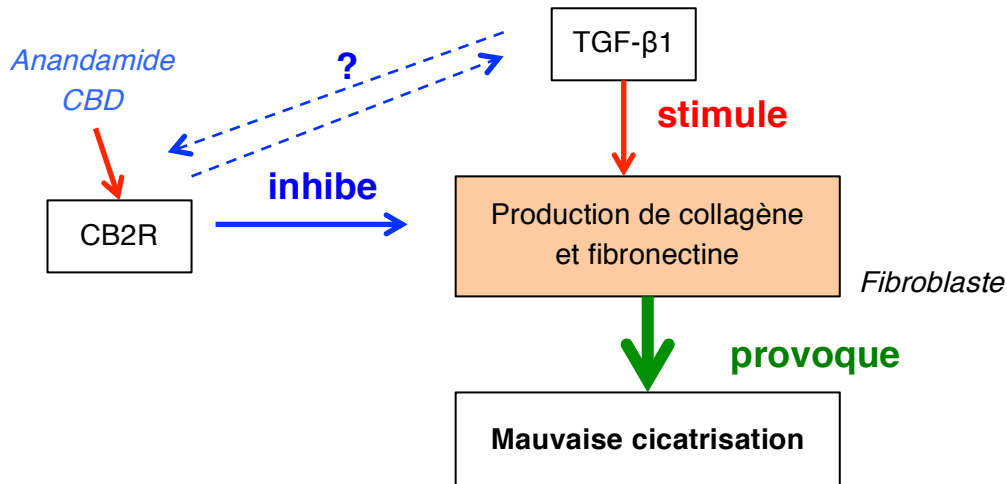 TGF-β1
?
Anandamide
CBD
stimule
inhibe
CB2R
Production de collagène
et fibronectine
Fibroblaste
provoque
Mauvaise cicatrisation